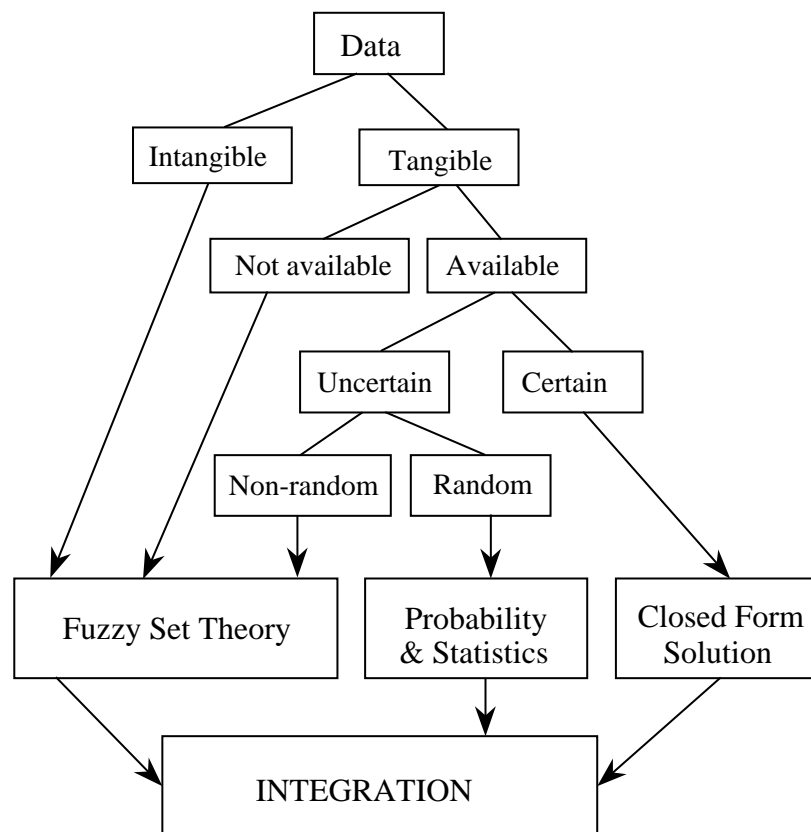 Data
Intangible
Tangible
Not available
Available
Uncertain
Certain
Non-random
Random
Fuzzy Set Theory
Probability
& Statistics
Closed Form
Solution
INTEGRATION